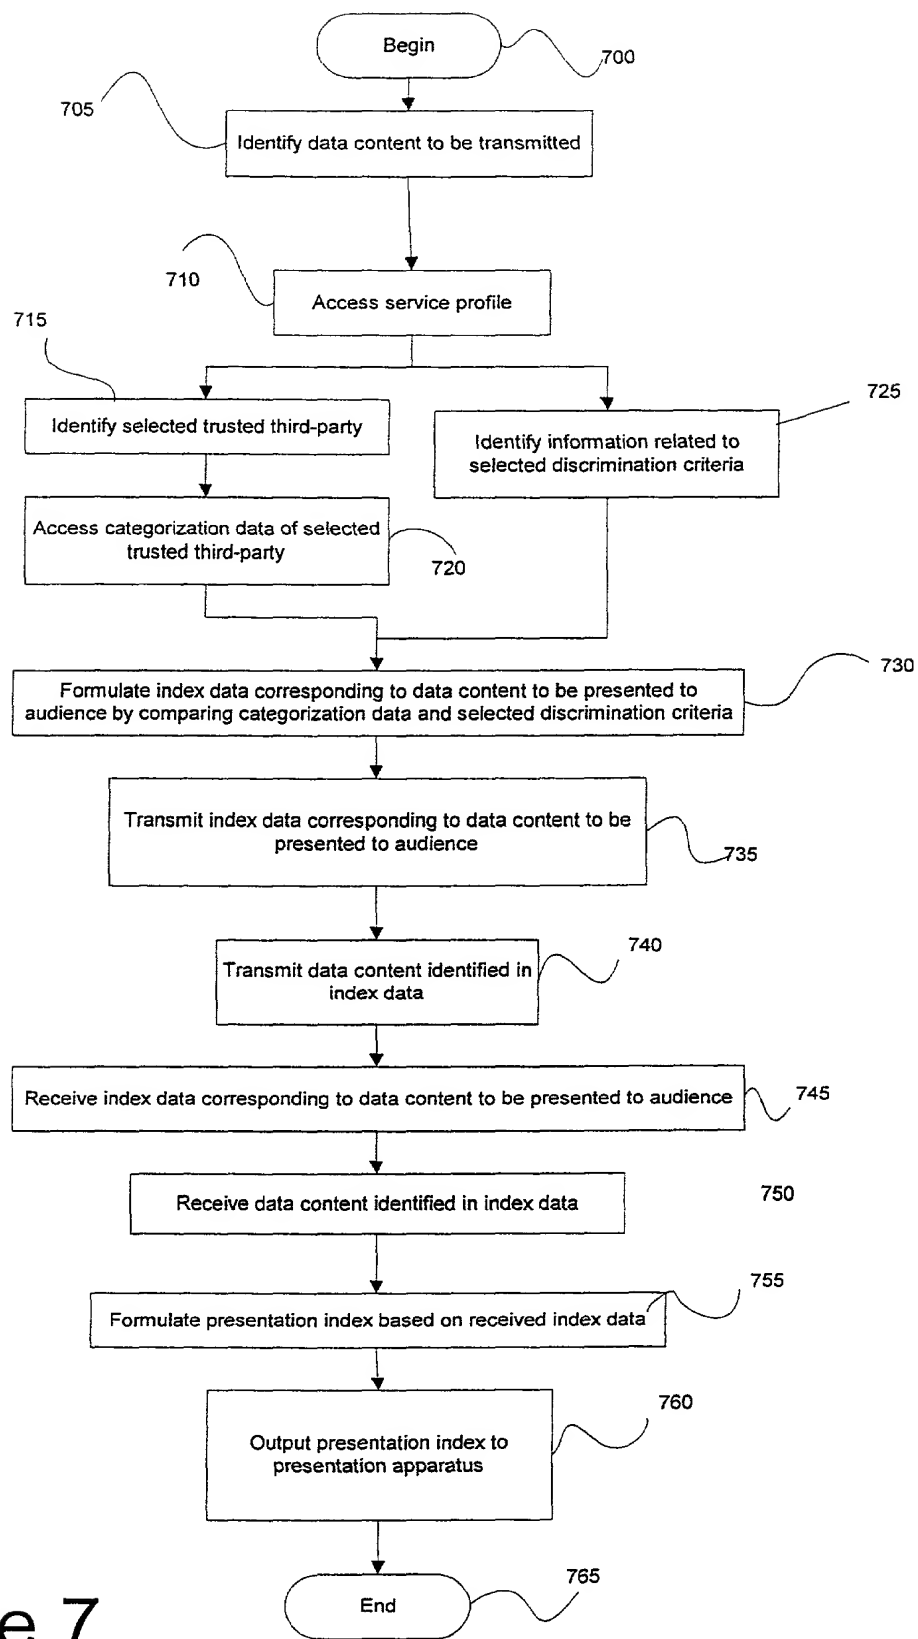 Begin
700
705
Identify data content to be transmitted
710
Access service profile
715
Identify selected trusted third-party
725
Identify information related to
selected discrimination criteria
Access categorization data of selected
trusted third-party
720
730
Formulate index data corresponding to data content to be presented to
audience by comparing categorization data and selected discrimination criteria
Transmit index data corresponding to data content to be
presented to audience
735
740
Transmit data content identified in
index data
Receive index data corresponding to data content to be presented to audience
745
Receive data content identified in index data
750
755
Formulate presentation index based on received index data
760
Output presentation index to
presentation apparatus
765
End
e 7